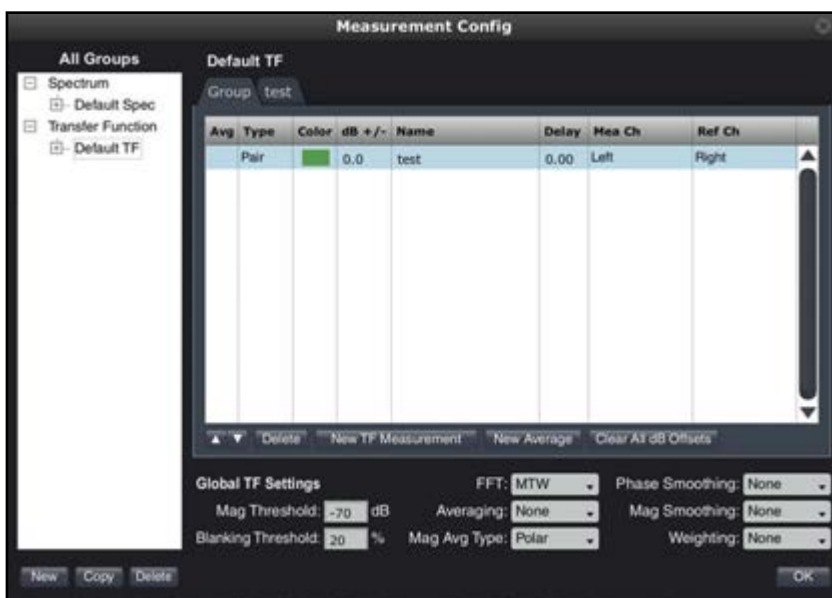 Measurement Config
All Groups
Spectrum
Default Spec
Transfer Function
Default TF
Default TF
Group test
Avg Type Color dB +/- Name Delay Mea Ch Ref Ch
Pair 0.0 test 0.00 Left Right
Delete New TF Measurement New Average Clear All dB Offsets
Global TF Settings
Mag Threshold: -70 dB
Blanking Threshold: 20 %
FFT: MTW
Averaging: None
Mag Avg Type: Polar
Phase Smoothing: None
Mag Smoothing: None
Weighting: None
New Copy Delete
OK